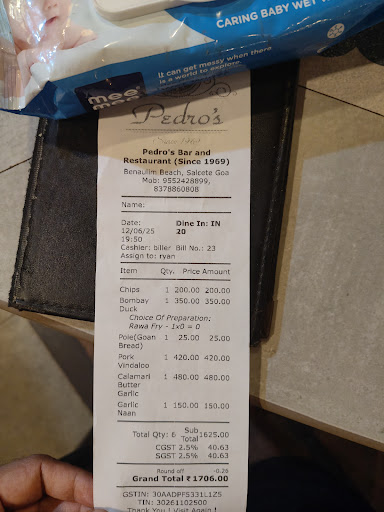 CARING BABY WET
It can get messy when there
is a world to explore.
mee
mee
Pedro's
Pedro's Bar and
Restaurant (Since 1969)
Benaulim Beach, Salcete Goa
Mob: 9552428899,
8378860808
Name:
Date: Dine In: IN
12/06/25 20
19:50
Cashier: biller Bill No.: 23
Assign to: ryan
Item Qty. Price Amount
Chips 1 200.00 200.00
Bombay 1 350.00 350.00
Duck
Choice Of Preparation:
Rawa Fry - 1x0 = 0
Poie(Goan 1 25.00 25.00
Bread)
Pork 1 420.00 420.00
Vindaloo
Calamari 1 480.00 480.00
Butter
Garlic
Garlic 1 150.00 150.00
Naan
Total Qty: 6 Sub Total 1625.00
CGST 2.5% 40.63
SGST 2.5% 40.63
Round off -0.26
Grand Total ₹1706.00
GSTIN: 30AADPF5331L1Z5
TIN: 30261102500
Thank You ! Visit Again !